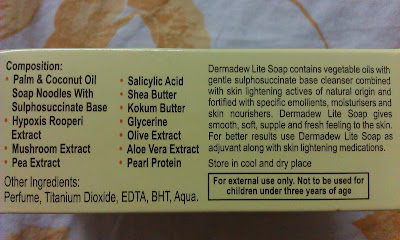 Composition:
• Palm & Coconut Oil
Soap Noodles With
Sulphosuccinate Base
• Hypoxis Rooperi
Extract
• Mushroom Extract
• Pea Extract
• Salicylic Acid
• Shea Butter
• Kokum Butter
• Glycerine
• Olive Extract
• Aloe Vera Extract
• Pearl Protein
Other Ingredients:
Perfume, Titanium Dioxide, EDTA, BHT, Aqua.
Dermadew Lite Soap contains vegetable oils with
gentle sulphosuccinate base cleanser combined
with skin lightening actives of natural origin and
fortified with specific emollients, moisturisers and
skin nourishers. Dermadew Lite Soap gives
smooth, soft, supple and fresh feeling to the skin.
For better results use Dermadew Lite Soap as
adjuvant along with skin lightening medications.
Store in cool and dry place
For external use only. Not to be used for
children under three years of age